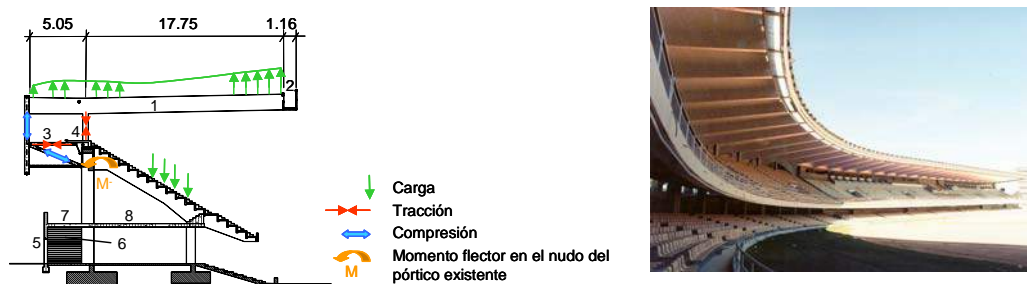 5.05 17.75 1.16
2
1
3 4
M-
7 8
5 6
Carga
Tracción
Compresión
Momento flector en el nudo del
M pórtico existente